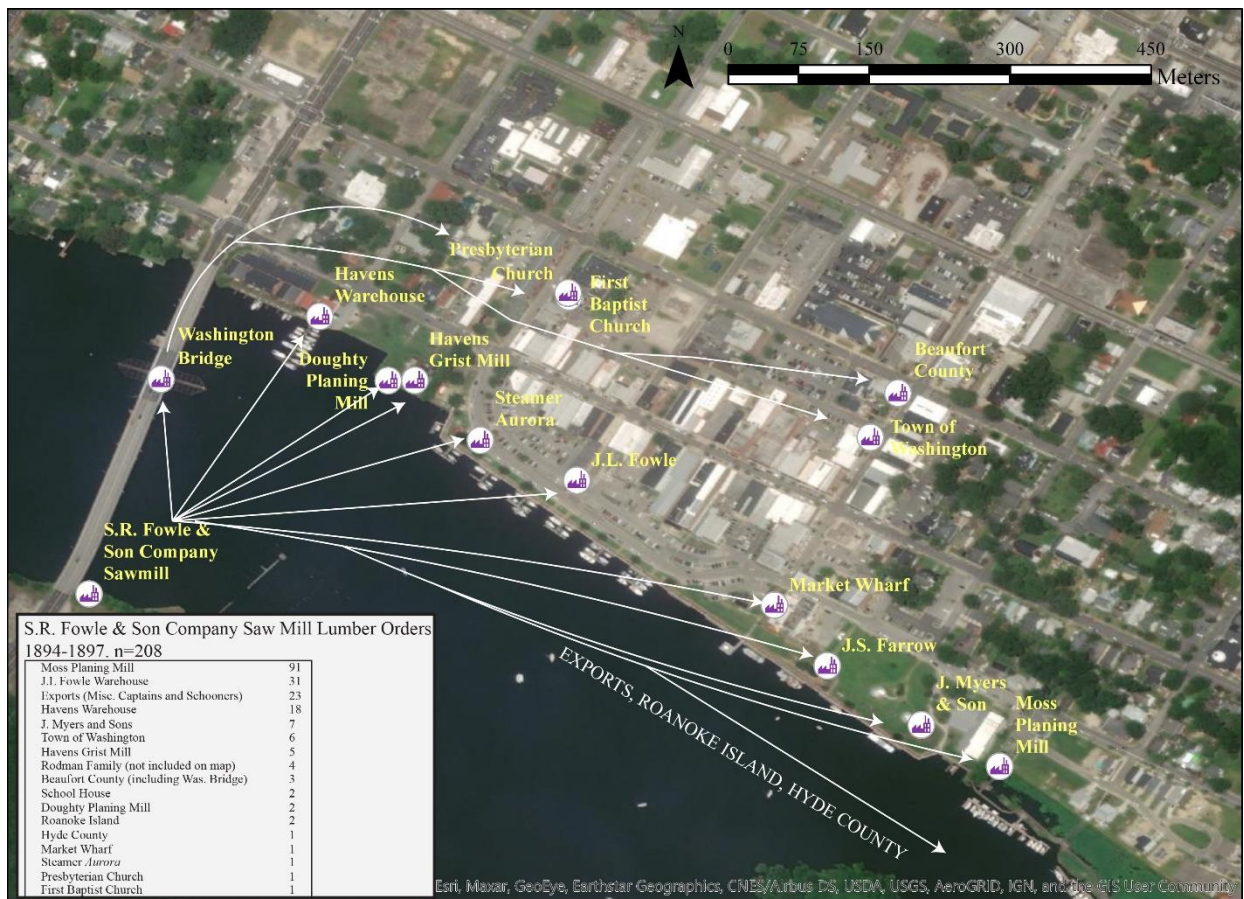 N
0 75 150 300 450
Meters
Presbyterian
Church
First
Baptist
Church
Havens
Warehouse
Washington
Bridge
Doughty
Planing
Mill
Havens
Grist Mill
Steamer
Aurora
Beaufort
County
Town of
Washington
J.L. Fowle
S.R. Fowle &
Son Company
Sawmill
Market Wharf
J.S. Farrow
J. Myers
& Son
Moss
Planing
Mill
EXPORTS, ROANOKE ISLAND, HYDE COUNTY
S.R. Fowle & Son Company Saw Mill Lumber Orders
1894-1897. n=208
Moss Planing Mill 91
J.L. Fowle Warehouse 31
Exports (Misc. Captains and Schooners) 23
Havens Warehouse 18
J. Myers and Sons 7
Town of Washington 6
Havens Grist Mill 5
Rodman Family (not included on map) 4
Beaufort County (including Was. Bridge) 3
School House 2
Doughty Planing Mill 2
Roanoke Island 2
Hyde County 1
Market Wharf 1
Steamer Aurora 1
Presbyterian Church 1
First Baptist Church 1
Esri, Maxar, GeoEye, Earthstar Geographics, CNES/Airbus DS, USDA, USGS, AeroGRID, IGN, and the GIS User Community